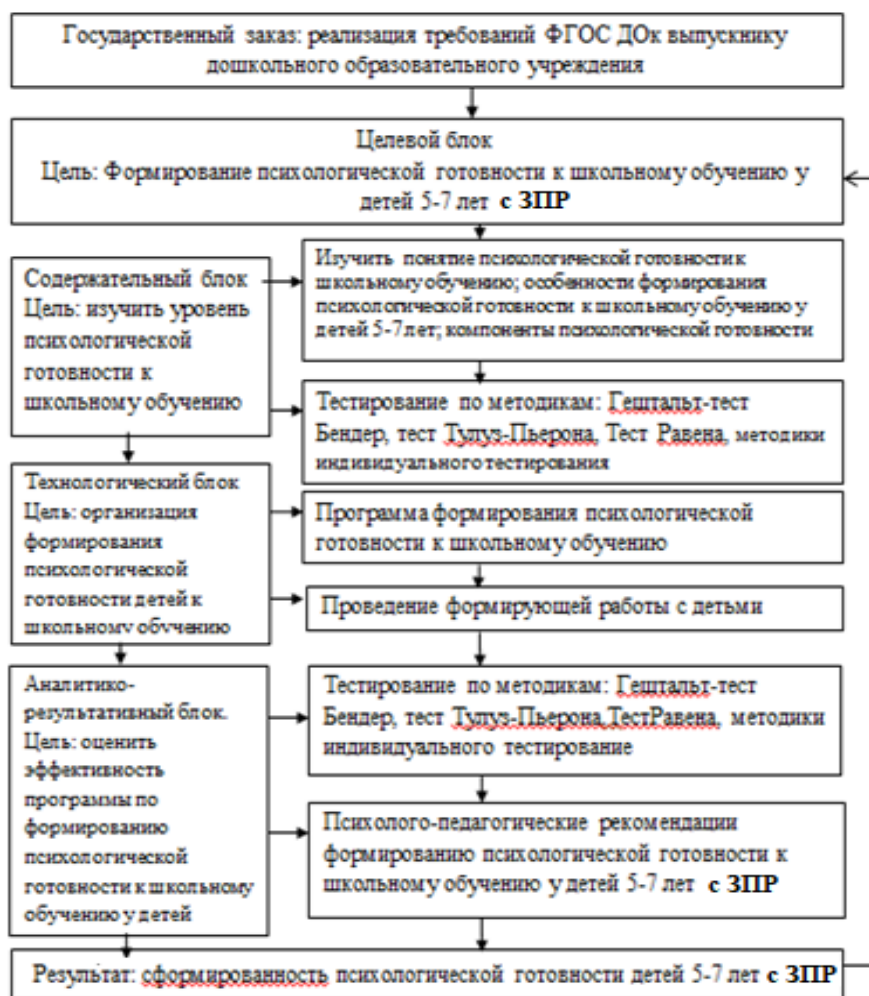 Государственный заказ: реализация требований ФГОС ДОк выпускнику
дошкольного образовательного учреждения
Целевой блок
Цель: Формирование психологической готовности к школьному обучению у
детей 5-7 лет с ЗПР
Содержательный блок
Цель: изучить уровень
психологической
готовности к
школьному обучению
Изучить понятие психологической готовности к
школьному обучению; особенности формирования
психологической готовности к школьному обучению у
детей 5-7 лет; компоненты психологической готовности
Тестирование по методикам: Гештальт-тест
Бендер, тест Тулуз-Пьерона, Тест Равена, методики
индивидуального тестирования
Технологический блок
Цель: организация
формирования
психологической
готовности детей к
школьному обучению
Программа формирования психологической
готовности к школьному обучению
Проведение формирующей работы с детьми
Аналитико-
результативный блок.
Цель: оценить
эффективность
программы по
формированию
психологической
готовности к школьному
обучению у детей
Тестирование по методикам: Гештальт-тест
Бендер, тест Тулуз-Пьерона,ТестРавена, методики
индивидуального тестирование
Психолого-педагогические рекомендации
формированию психологической готовности к
школьному обучению у детей 5-7 лет с ЗПР
Результат: сформированность психологической готовности детей 5-7 лет с ЗПР